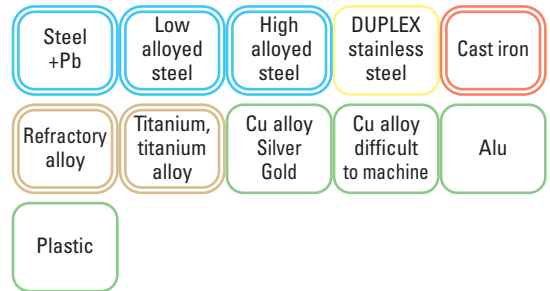 Steel
+Pb
Low
alloyed
steel
High
alloyed
steel
DUPLEX
stainless
steel
Cast iron
Refractory
alloy
Titanium,
titanium
alloy
Cu alloy
Silver
Gold
Cu alloy
difficult
to machine
Alu
Plastic